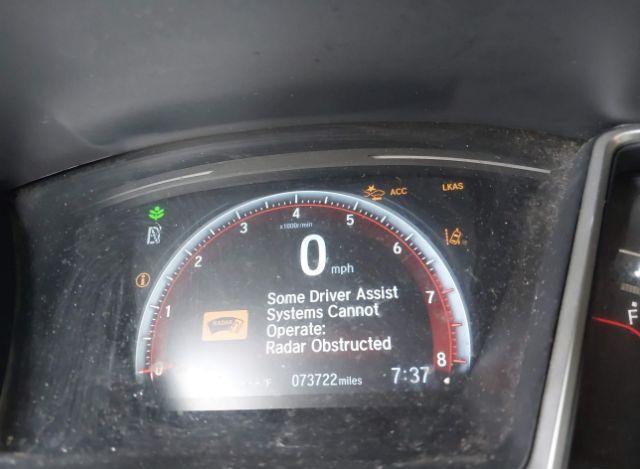 ACC LKAS
4
3 5
x1000r/min
2 6
0 mph
1 7
Some Driver Assist
Systems Cannot
Operate:
Radar Obstructed
RADAR
0 8
°F 073722 miles 7:37
F